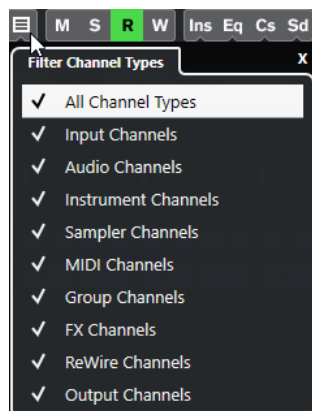 M S R W Ins Eq Cs Sd
Filter Channel Types X
All Channel Types
Input Channels
Audio Channels
Instrument Channels
Sampler Channels
MIDI Channels
Group Channels
FX Channels
ReWire Channels
Output Channels